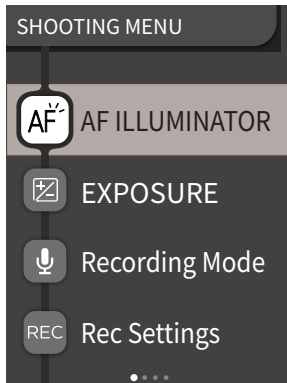 SHOOTING MENU
AF AF ILLUMINATOR
EXPOSURE
Recording Mode
REC Rec Settings